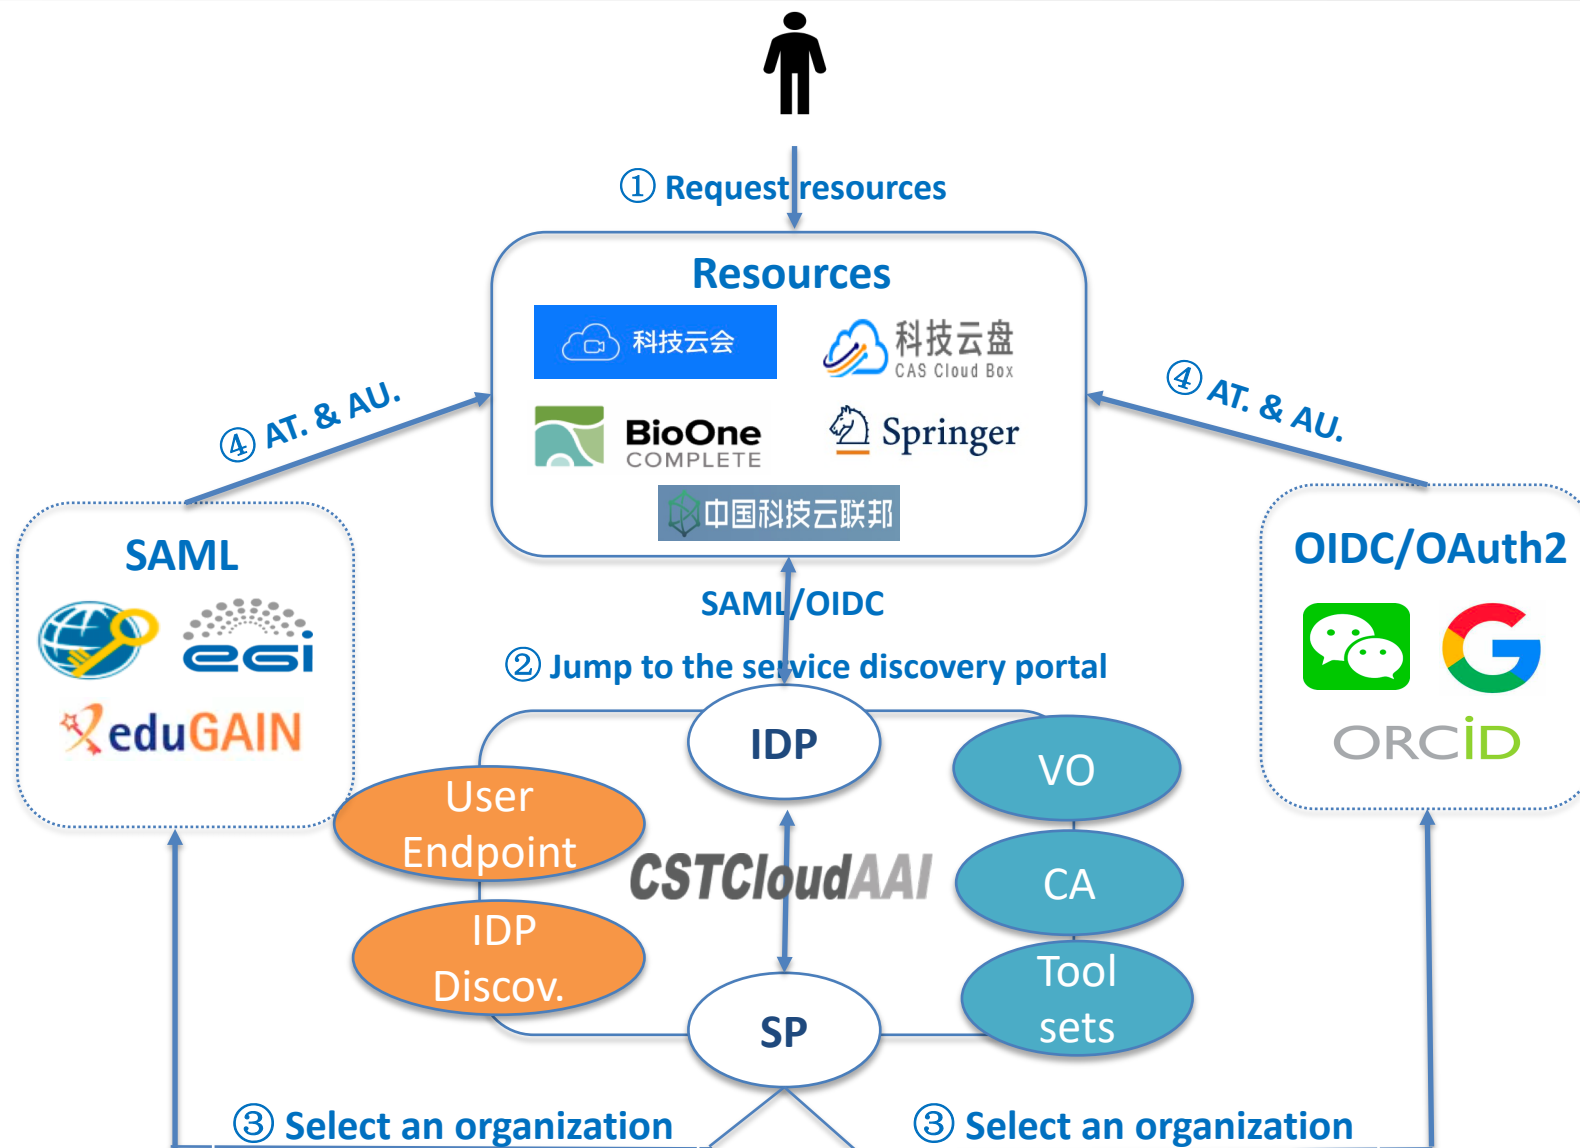 ① Request resources
Resources
科技云会
科技云盘
CAS Cloud Box
BioOne
COMPLETE
Springer
中国科技云联邦
④ AT. & AU.
④ AT. & AU.
SAML
egi
eduGAIN
OIDC/OAuth2
ORCiD
SAML/OIDC
② Jump to the service discovery portal
IDP
User
Endpoint
IDP
Discov.
CSTCloudAAI
VO
CA
Tool
sets
SP
③ Select an organization
③ Select an organization